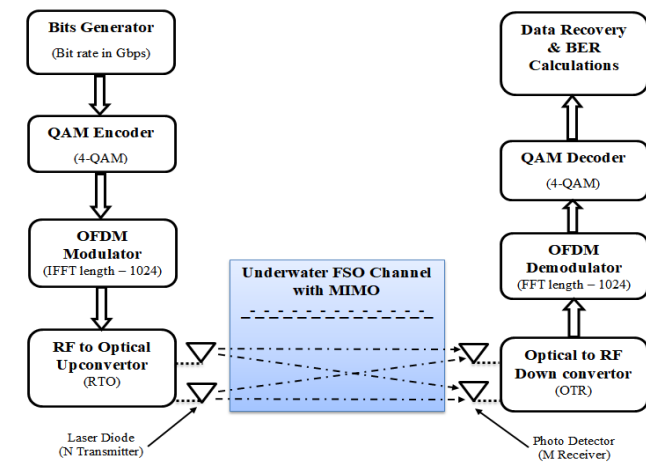 Bits Generator
(Bit rate in Gbps)
QAM Encoder
(4-QAM)
OFDM
Modulator
(IFFT length – 1024)
RF to Optical
Upconvertor
(RTO)
Laser Diode
(N Transmitter)
Underwater FSO Channel
with MIMO
Data Recovery
& BER
Calculations
QAM Decoder
(4-QAM)
OFDM
Demodulator
(FFT length – 1024)
Optical to RF
Down convertor
(OTR)
Photo Detector
(M Receiver)